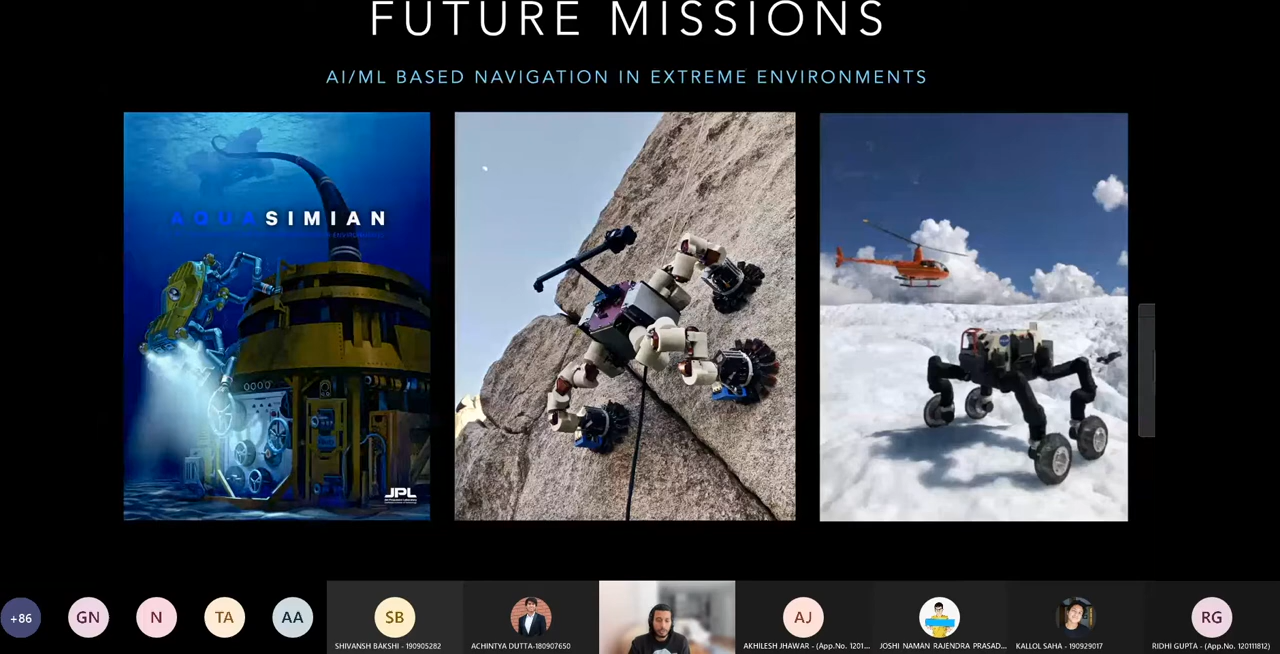 FUTURE MISSIONS
AI/ML BASED NAVIGATION IN EXTREME ENVIRONMENTS
AQUASIMIAN
JPL
+86
GN
N
TA
AA
SB
SHIVANSH BAKSHI - 190905282
ACHINTYA DUTTA-180907650
AJ
AKHILESH JHAWAR - (App.No. 1201...
JOSHI NAMAN RAJENDRA PRASAD...
KALLOL SAHA - 190929017
RG
RIDHI GUPTA - (App.No. 120111812)